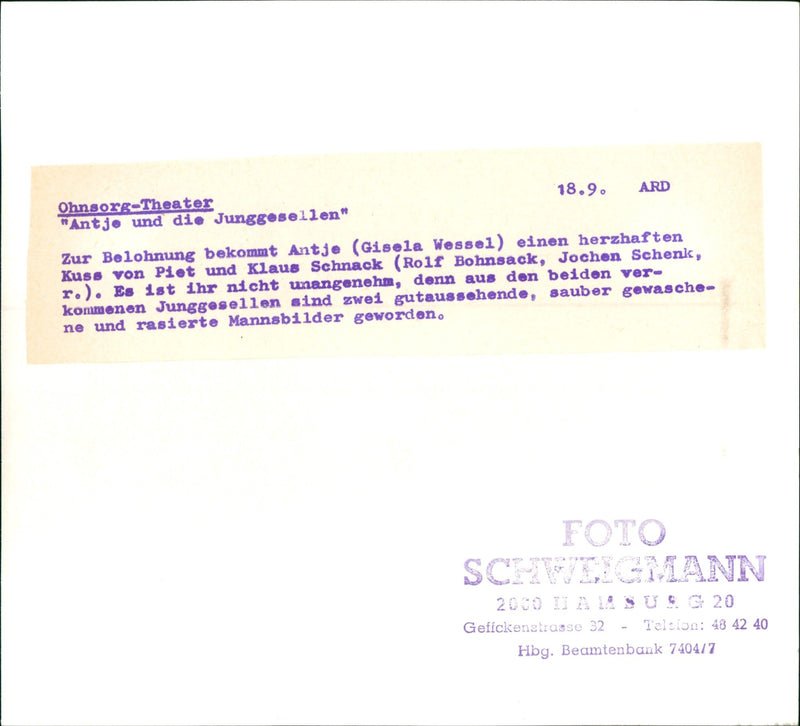 18.9. ARD
Ohnsorg-Theater
"Antje und die Junggesellen"
Zur Belohnung bekommt Antje (Gisela Wessel) einen herzhaften
Kuss von Piet und Klaus Schnack (Rolf Bohnsack, Jochen Schenk,
r.). Es ist ihr nicht unangenehm, denn aus den beiden ver-
kommenen Junggesellen sind zwei gutaussehende, sauber gewasche-
ne und rasierte Mannsbilder geworden.
FOTO
SCHWEIGMANN
2000 HAMBURG 20
Geffckenstrasse 32 - Telefon: 48 42 40
Hbg. Beamtenbank 7404/7